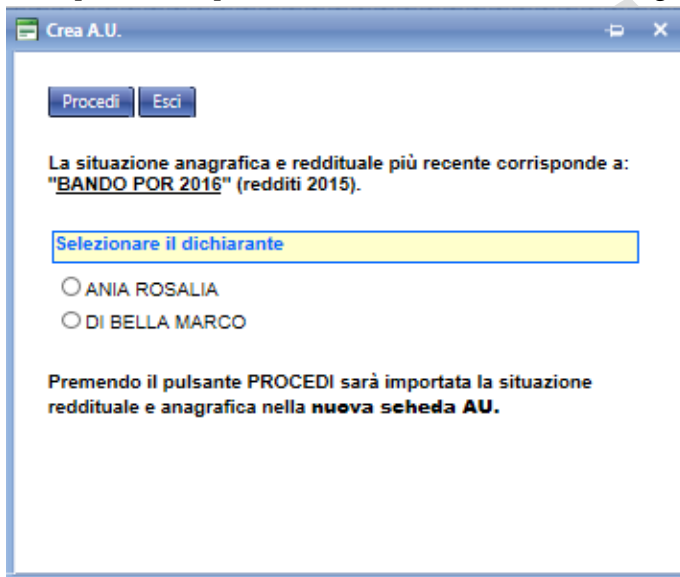 Crea A.U.
Procedi Esci
La situazione anagrafica e reddituale più recente corrisponde a:
"BANDO POR 2016" (redditi 2015).
Selezionare il dichiarante
ANIA ROSALIA
DI BELLA MARCO
Premendo il pulsante PROCEDI sarà importata la situazione
reddituale e anagrafica nella nuova scheda AU.